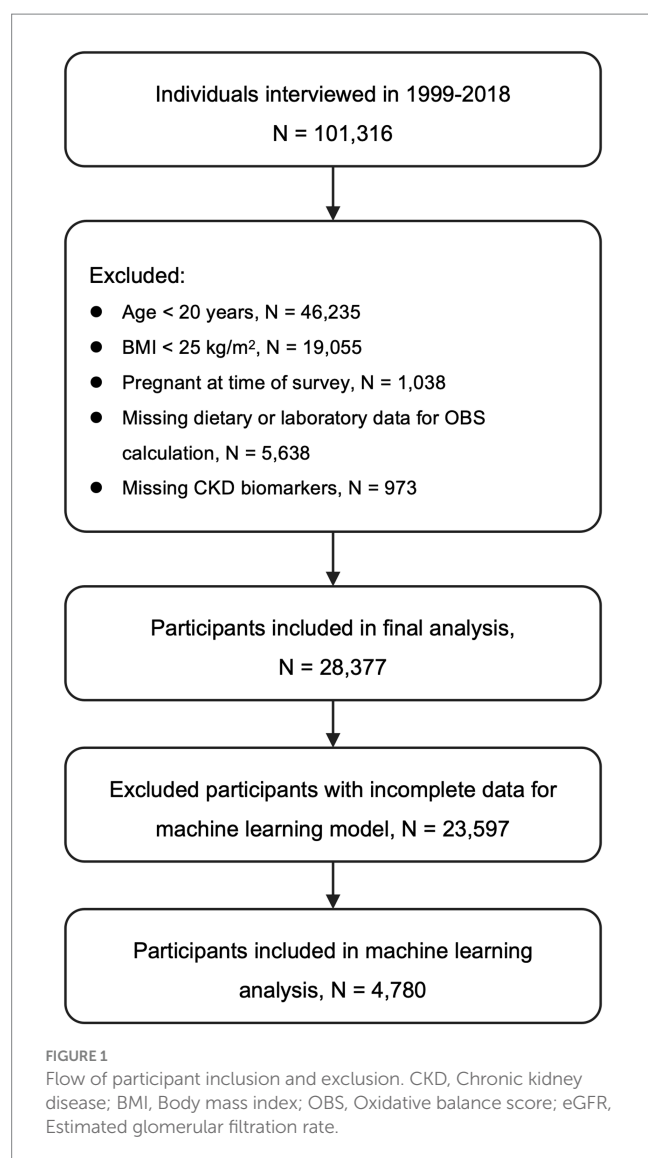 Individuals interviewed in 1999-2018
N = 101,316
Excluded:
● Age < 20 years, N = 46,235
● BMI < 25 kg/m², N = 19,055
● Pregnant at time of survey, N = 1,038
● Missing dietary or laboratory data for OBS
calculation, N = 5,638
● Missing CKD biomarkers, N = 973
Participants included in final analysis,
N = 28,377
Excluded participants with incomplete data for
machine learning model, N = 23,597
Participants included in machine learning
analysis, N = 4,780
FIGURE 1
Flow of participant inclusion and exclusion. CKD, Chronic kidney
disease; BMI, Body mass index; OBS, Oxidative balance score; eGFR,
Estimated glomerular filtration rate.